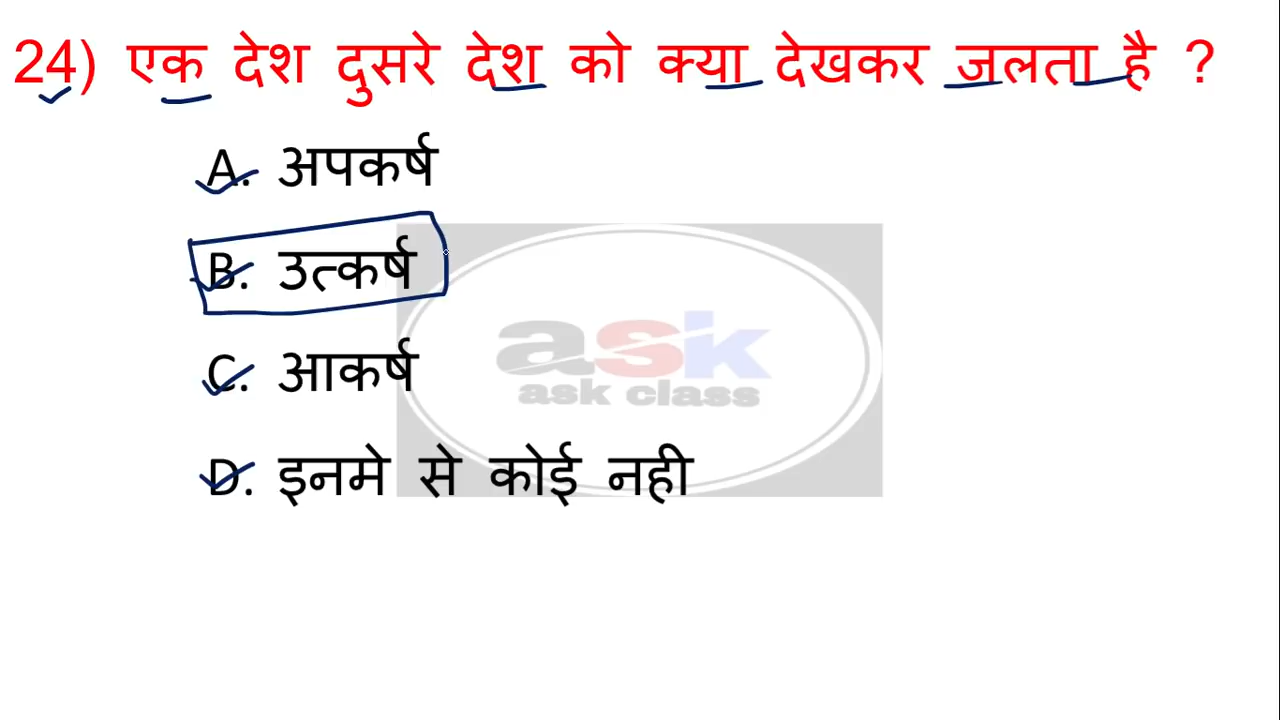 24) एक देश दुसरे देश को क्या देखकर जलता है ?
A. अपकर्ष
B. उत्कर्ष
C. आकर्ष
ask
ask class
D. इनमे से कोई नही